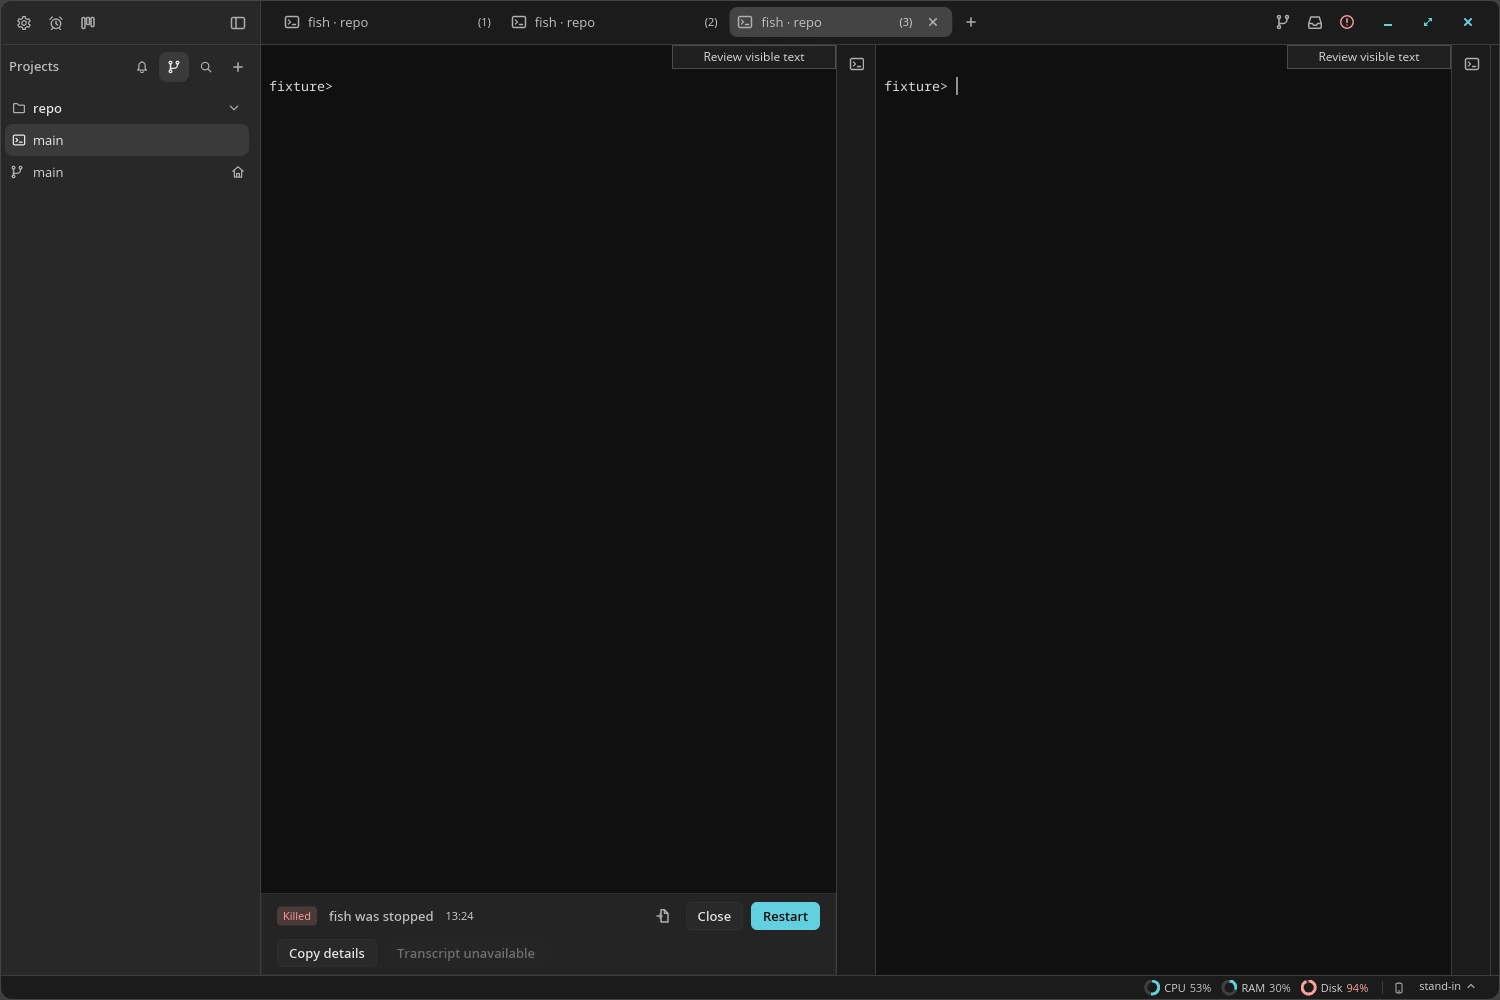 fish · repo (1) fish · repo (2) fish · repo (3)
Projects
repo
main
main
Review visible text
fixture>
Review visible text
fixture>
Killed fish was stopped 13:24 Close Restart
Copy details Transcript unavailable
CPU 53% RAM 30% Disk 94% stand-in